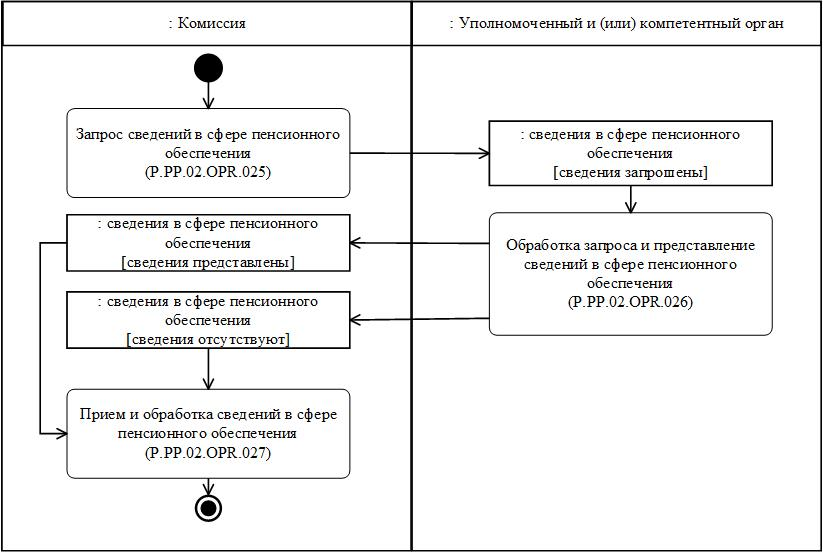 : Комиссия
: Уполномоченный и (или) компетентный орган
Запрос сведений в сфере пенсионного
обеспечения
(P.PP.02.OPR.025)
: сведения в сфере пенсионного
обеспечения
[сведения запрошены]
: сведения в сфере пенсионного
обеспечения
[сведения представлены]
Обработка запроса и представление
сведений в сфере пенсионного
обеспечения
(P.PP.02.OPR.026)
: сведения в сфере пенсионного
обеспечения
[сведения отсутствуют]
Прием и обработка сведений в сфере
пенсионного обеспечения
(P.PP.02.OPR.027)